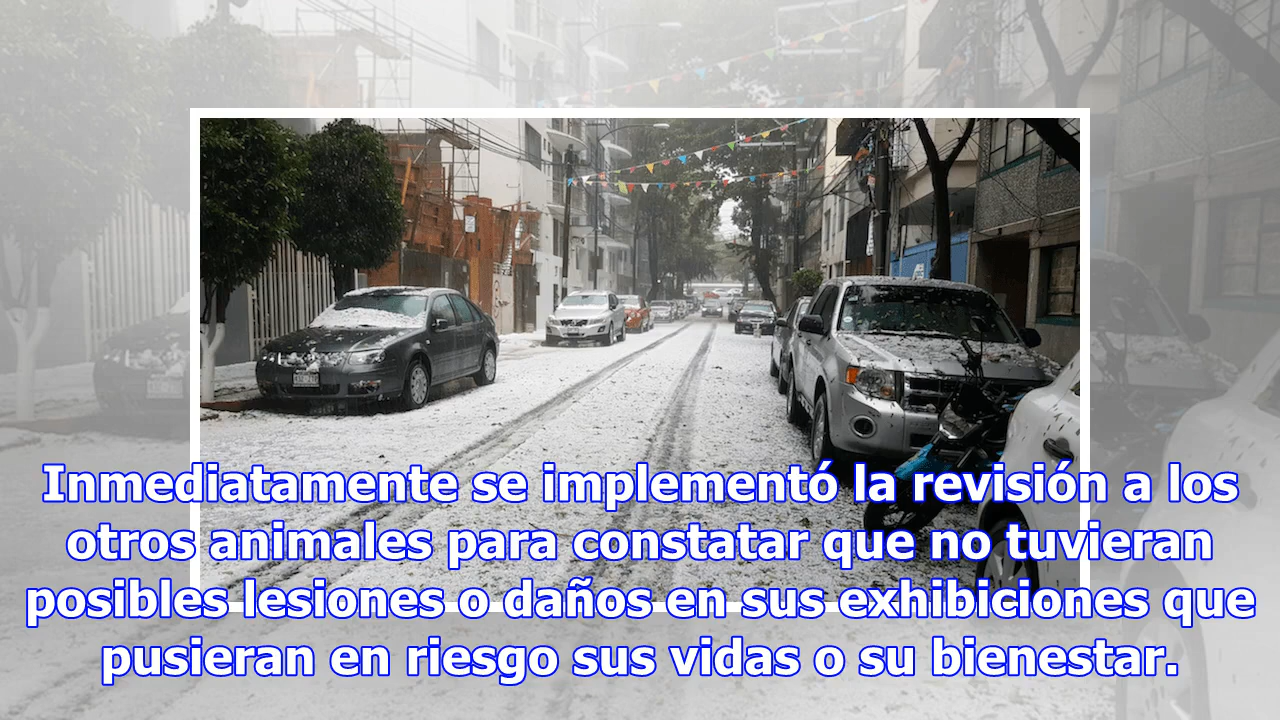 Inmediatamente se implementó la revisión a los
otros animales para constatar que no tuvieran
posibles lesiones o daños en sus exhibiciones que
pusieran en riesgo sus vidas o su bienestar.